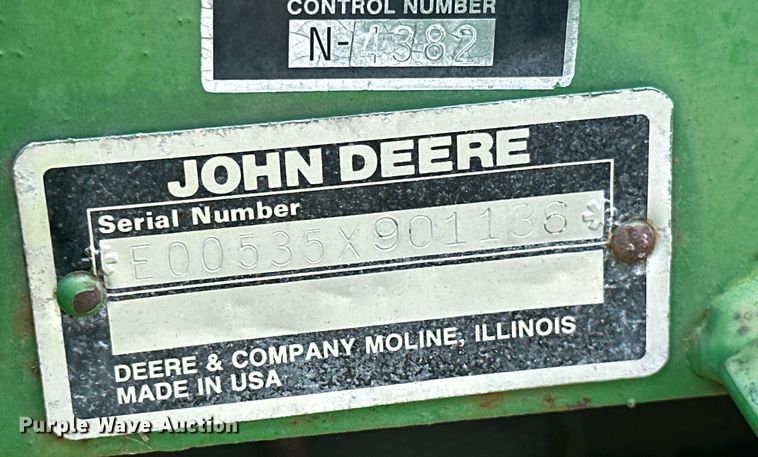 CONTROL NUMBER
N-4382
JOHN DEERE
Serial Number
*E00535X901136*
DEERE & COMPANY MOLINE, ILLINOIS
MADE IN USA
Purple Wave Auction